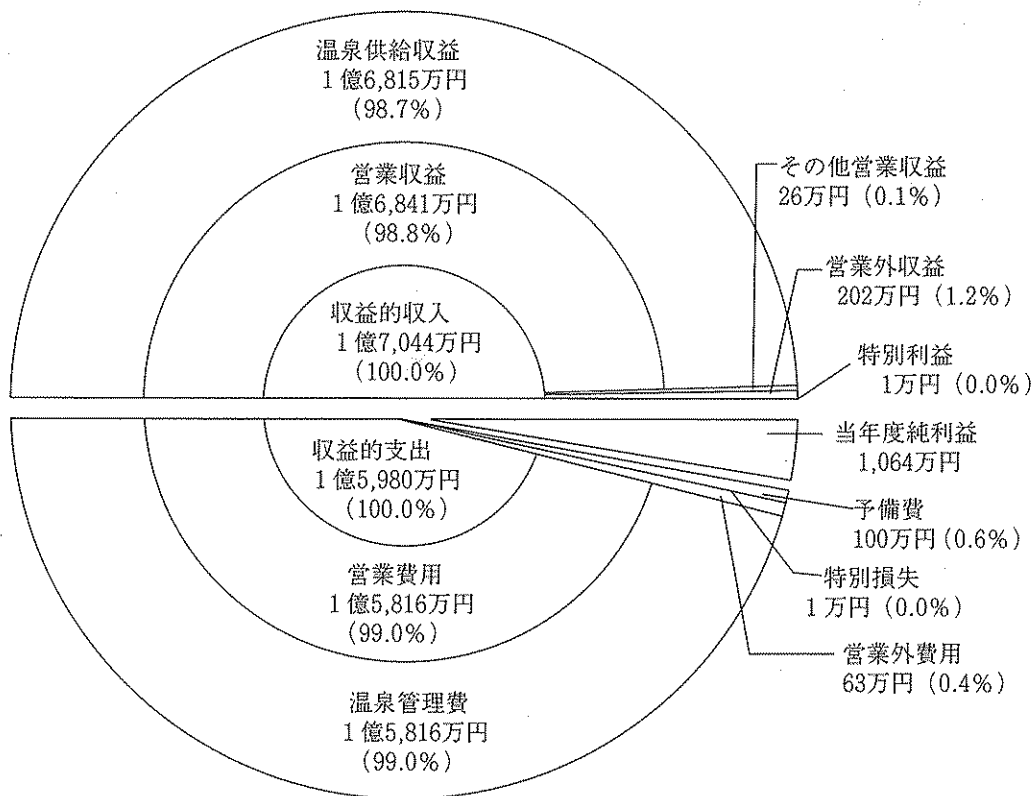 温泉供給収益
1億6,815万円
(98.7%)
営業収益
1億6,841万円
(98.8%)
収益的収入
1億7,044万円
(100.0%)
その他営業収益
26万円 (0.1%)
営業外収益
202万円 (1.2%)
特別利益
1万円 (0.0%)
収益的支出
1億5,980万円
(100.0%)
営業費用
1億5,816万円
(99.0%)
温泉管理費
1億5,816万円
(99.0%)
当年度純利益
1,064万円
予備費
100万円 (0.6%)
特別損失
1万円 (0.0%)
営業外費用
63万円 (0.4%)